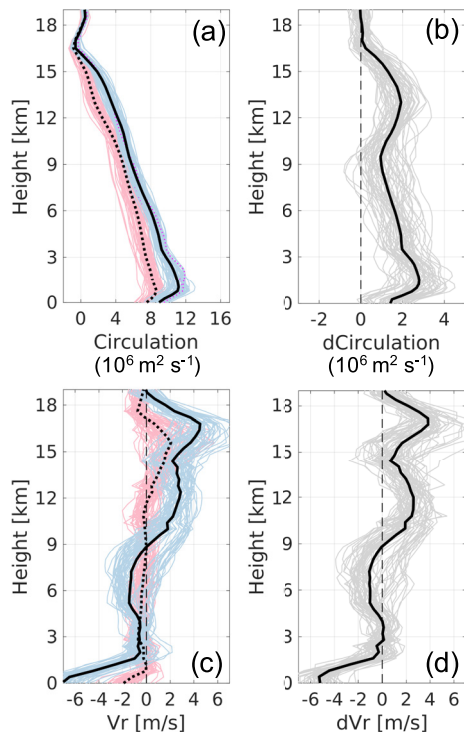 (a)
Height [km]
18
15
12
9
6
3
0
0 4 8 12 16
Circulation
(10⁶ m² s⁻¹)
(b)
Height [km]
18
15
12
9
6
3
0
-2 0 2 4
dCirculation
(10⁶ m² s⁻¹)
(c)
Height [km]
18
15
12
9
6
3
0
-6 -4 -2 0 2 4 6
Vr [m/s]
(d)
Height [km]
18
15
12
9
6
3
0
-6 -4 -2 0 2 4 6
dVr [m/s]